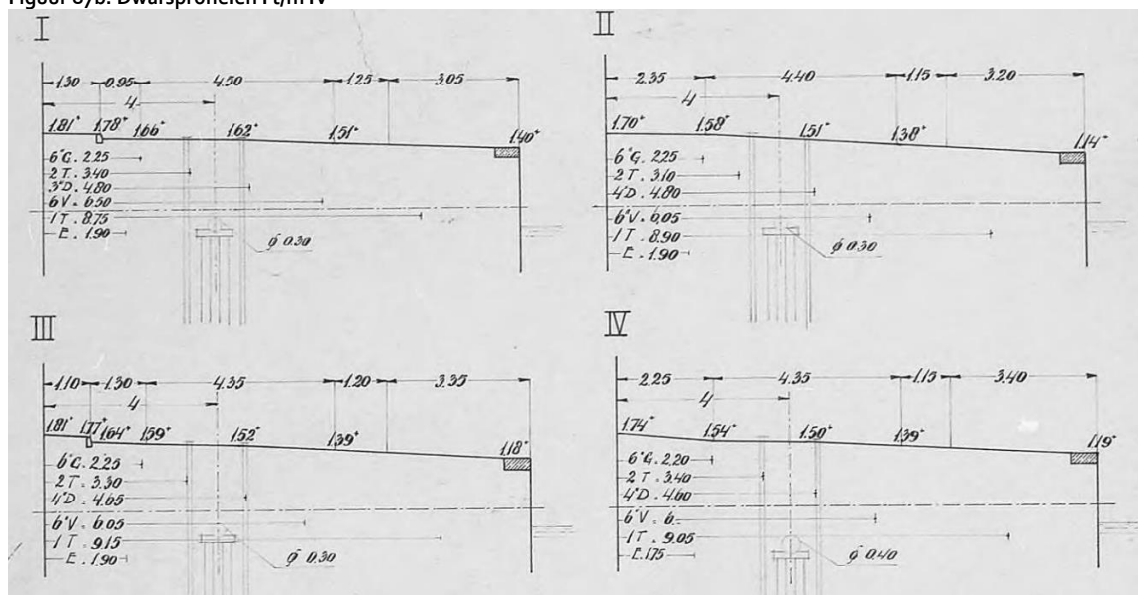 Figuur 67b. Dwarsprofielen I t/m IV
I
1.30 0.95 4.50 1.25 3.05
4
1.81⁺ 1.78⁺ 1.66⁺ 1.62⁺ 1.51⁺ 1.40⁺
6°G. 2.25
2 T. 3.40
3°D. 4.80
6 V. 6.50
1 T. 8.75
E. 1.90
ϕ 0.30
II
2.35 4.40 1.15 3.20
4
1.70⁺ 1.58⁺ 1.51⁺ 1.38⁺ 1.14⁺
6°G. 2.25
2 T. 3.10
4°D. 4.80
6°V. 6.05
1 T. 8.90
E. 1.90
ϕ 0.30
III
1.10 1.30 4.35 1.20 3.35
4
1.81⁺ 1.77⁺ 1.64⁺ 1.59⁺ 1.52⁺ 1.39⁺ 1.18⁺
6°G. 2.25
2 T. 3.30
4°D. 4.65
6°V. 6.05
1 T. 9.15
E. 1.90
ϕ 0.30
IV
2.25 4.35 1.15 3.40
4
1.74⁺ 1.54⁺ 1.50⁺ 1.39⁺ 1.19⁺
6°G. 2.20
2 T. 3.40
4°D. 4.60
6°V. 6.
1 T. 9.05
E. 1.75
ϕ 0.40